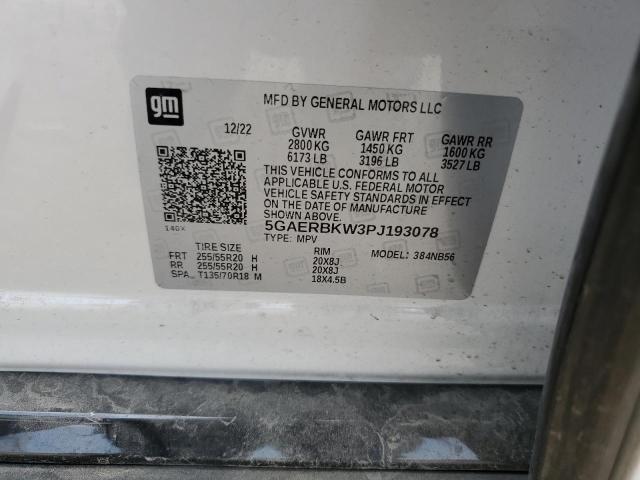 gm
MFD BY GENERAL MOTORS LLC
12/22 GVWR GAWR FRT GAWR RR
2800 KG 1450 KG 1600 KG
6173 LB 3196 LB 3527 LB
THIS VEHICLE CONFORMS TO ALL
APPLICABLE U.S. FEDERAL MOTOR
VEHICLE SAFETY STANDARDS IN
EFFECT ON THE DATE OF MANUFACTURE
SHOWN ABOVE.
140X
5GAERBKW3PJ193078
TYPE: MPV MODEL: 384NB56
TIRE SIZE RIM
FRT 255/55R20 H 20X8J
RR 255/55R20 H 20X8J
SPA T135/70R18 M 18X4.5B